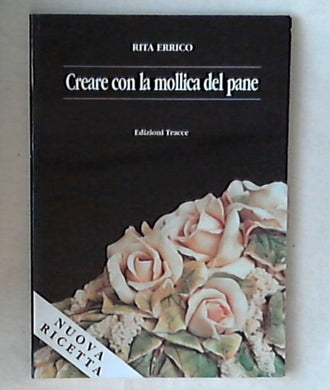 RITA ERRICO
Creare con la mollica del pane
Edizioni Tracce
NUOVA
RICETTA